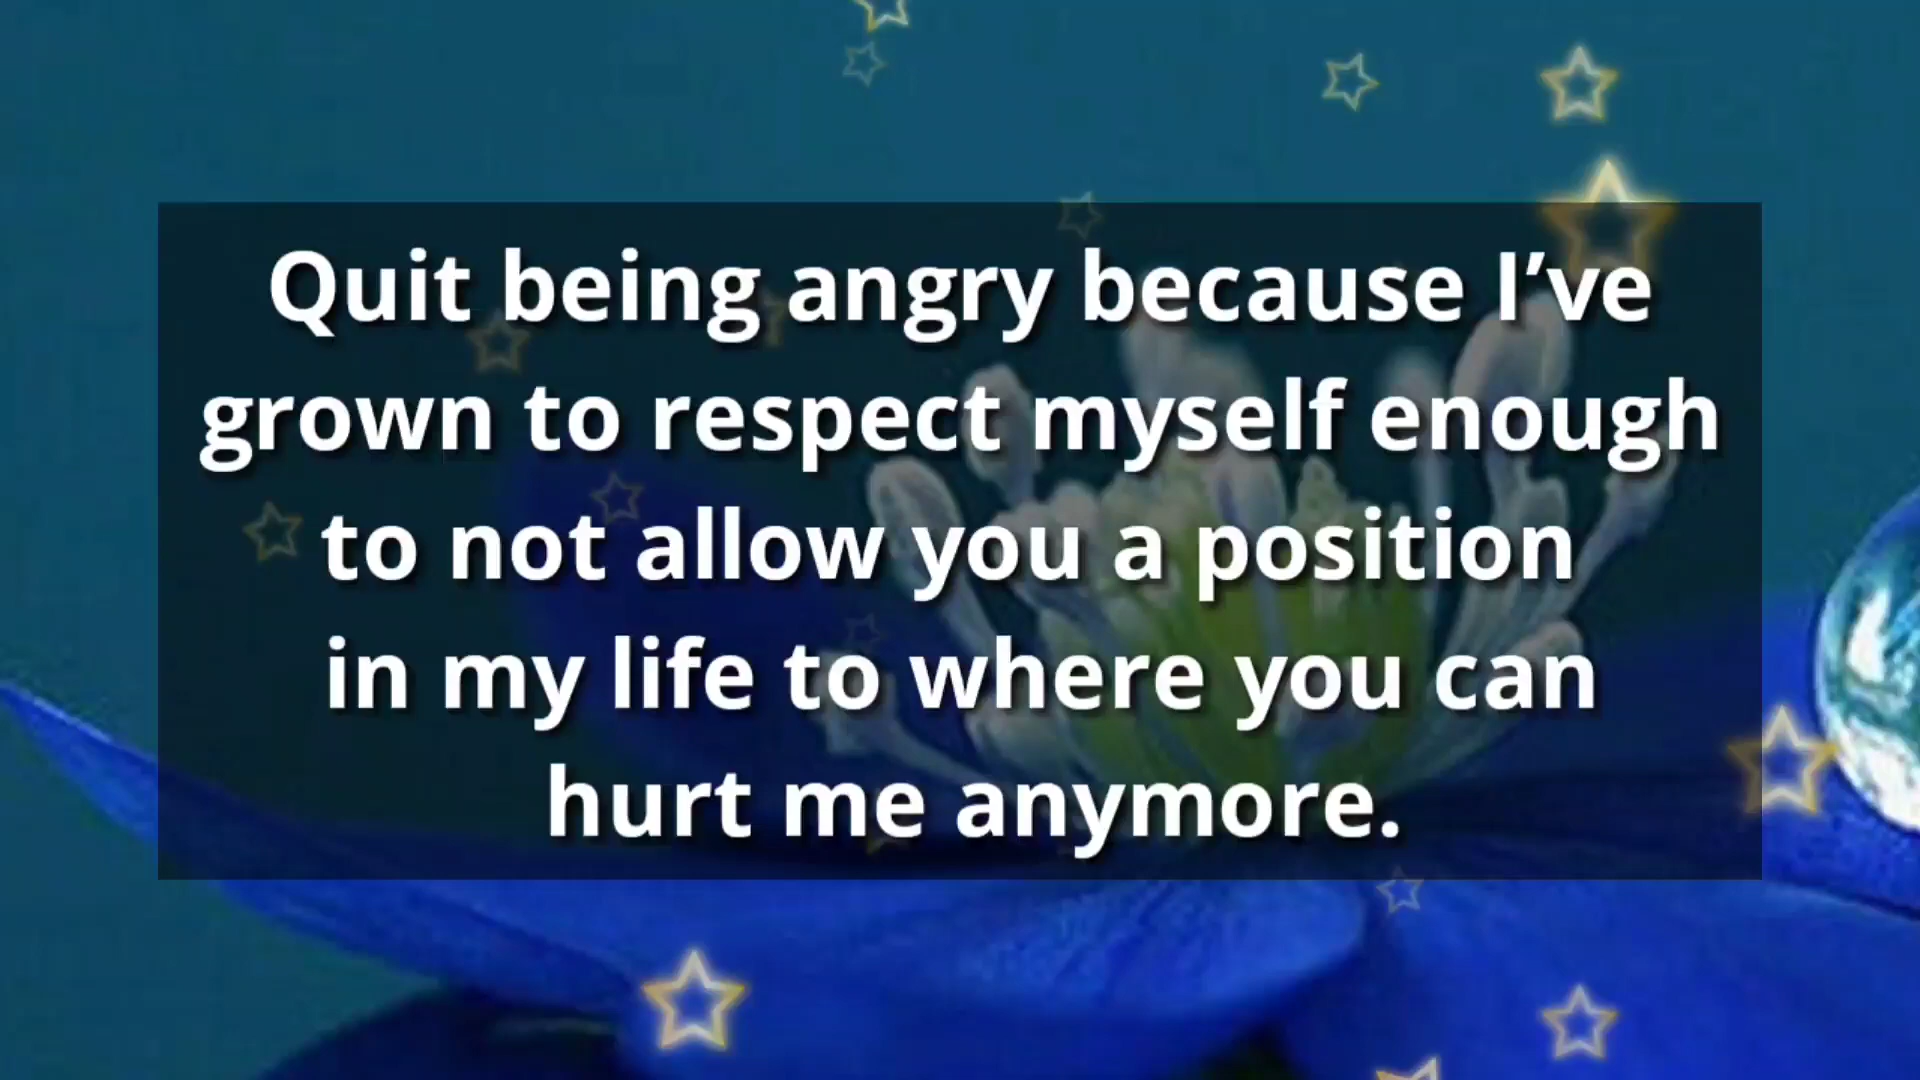 Quit being angry because I’ve
grown to respect myself enough
to not allow you a position
in my life to where you can
hurt me anymore.